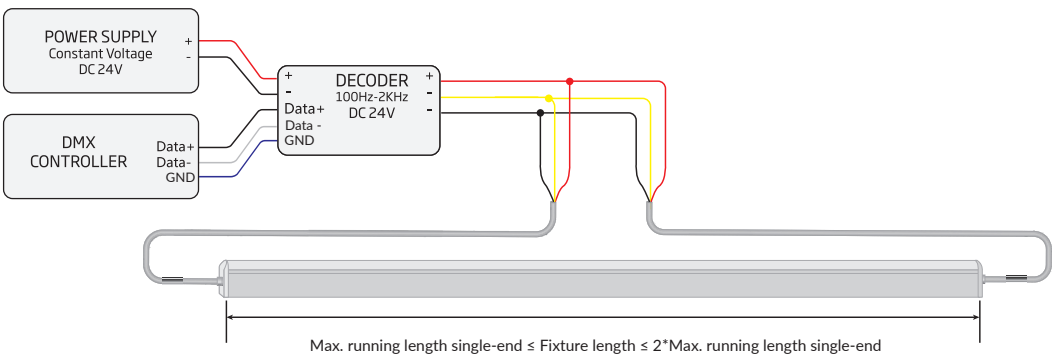 POWER SUPPLY
Constant Voltage
DC 24V
+
-
DMX
CONTROLLER
Data+
Data-
GND
+
-
Data+
Data -
GND
DECODER
100Hz-2KHz
DC 24V
+
-
-
Max. running length single-end ≤ Fixture length ≤ 2*Max. running length single-end